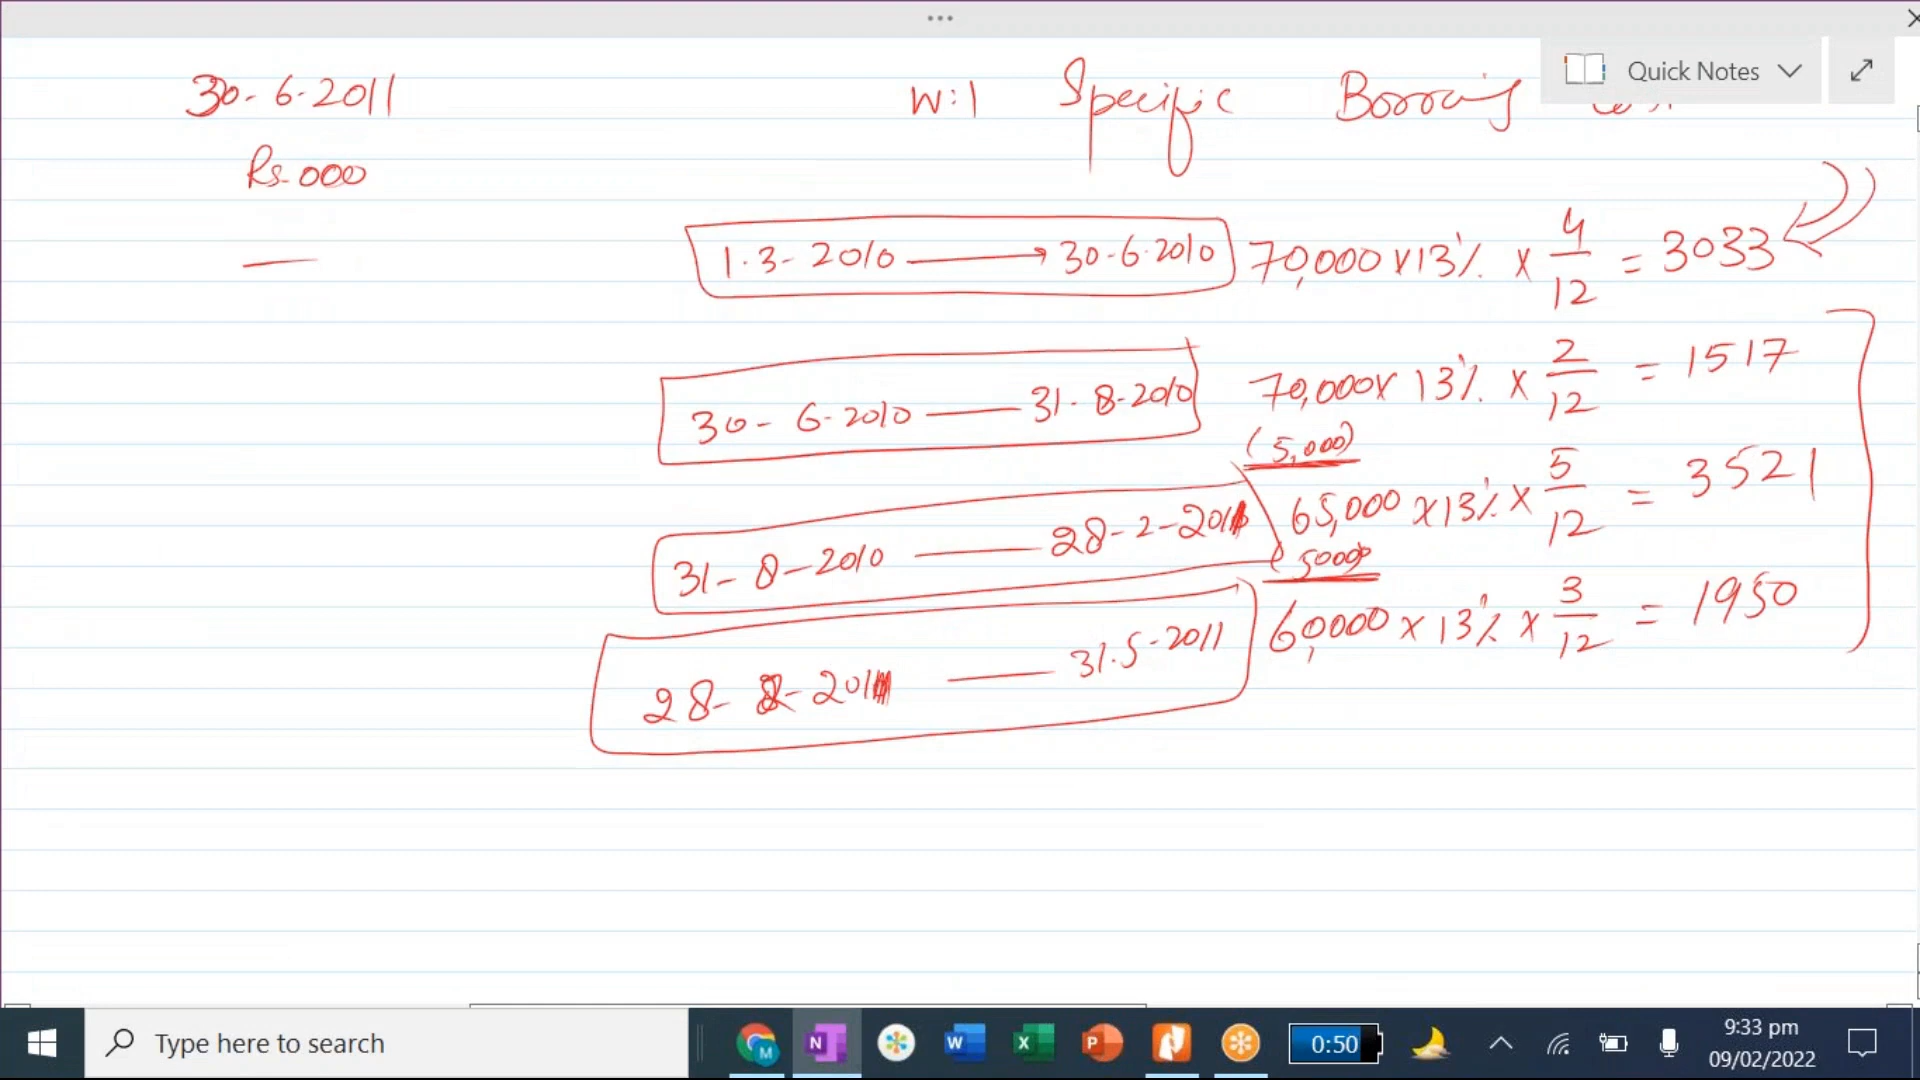 Quick Notes
30-6-2011
W:1 Specific Borroing
Rs.000
1.3-2010 → 30-6.2010 70,000 x 13% x 4/12 = 3033
30-6-2010 — 31.8-2010 70,000 x 13% x 2/12 = 1517
(5,000)
31-8-2010 — 28-2-2011 65,000 x 13% x 5/12 = 3521
(5000)
28-2-2011 — 31.5-2011 60,000 x 13% x 3/12 = 1950
Type here to search
0:50
9:33 pm
09/02/2022